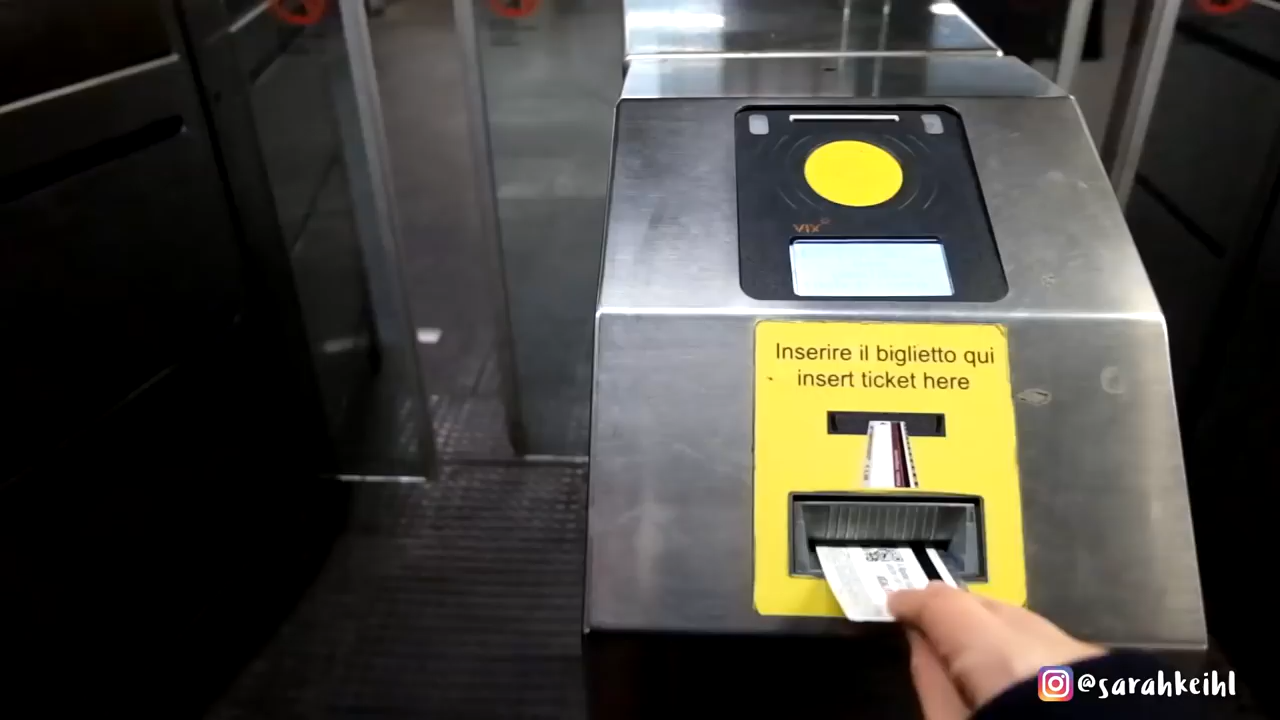 VIX
Inserire il biglietto qui
insert ticket here
@sarahkeihl